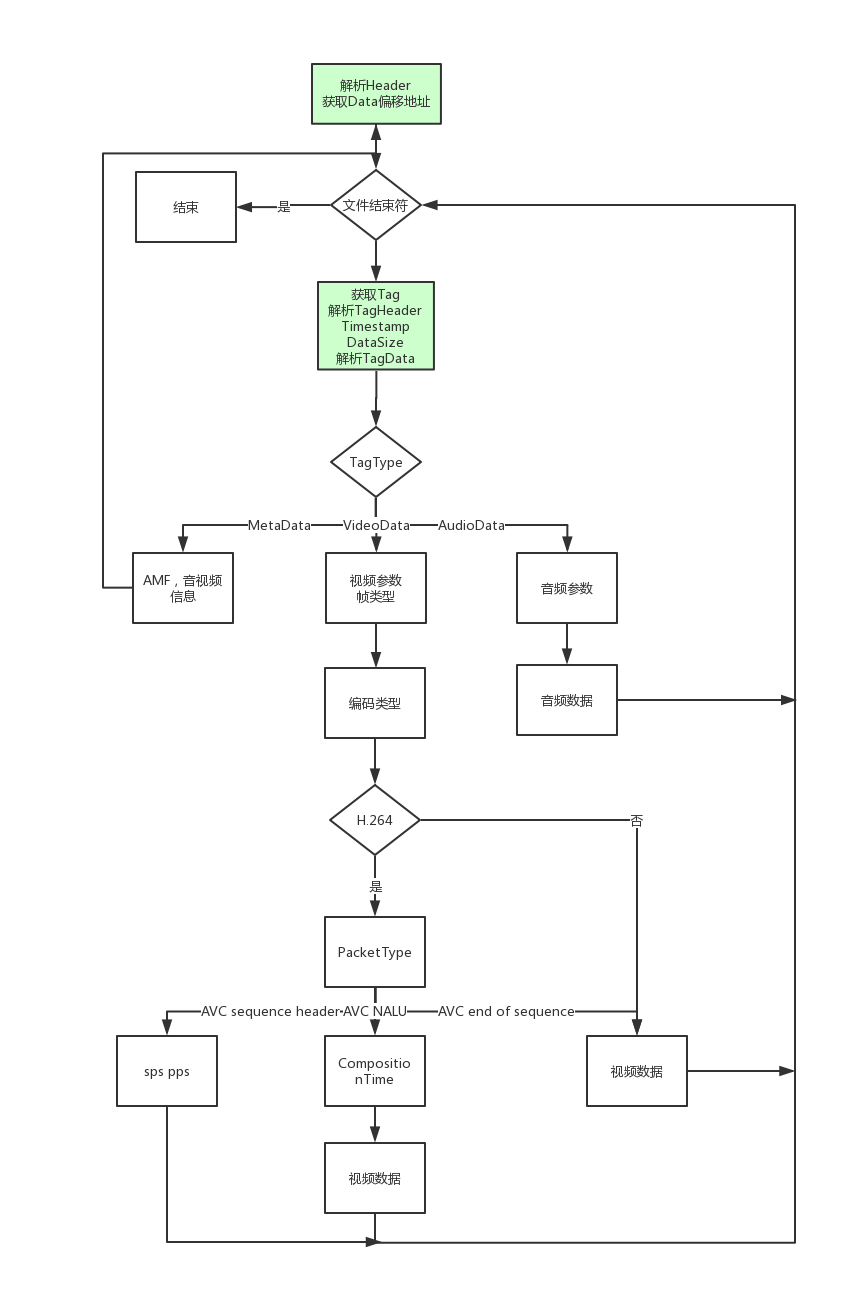 解析Header
获取Data偏移地址
结束
是
文件结束符
获取Tag
解析TagHeader
Timestamp
DataSize
解析TagData
TagType
MetaData
VideoData
AudioData
AMF，音视频
信息
视频参数
帧类型
音频参数
编码类型
音频数据
H.264
否
是
PacketType
AVC sequence header
AVC NALU
AVC end of sequence
sps pps
Compositio
nTime
视频数据
视频数据